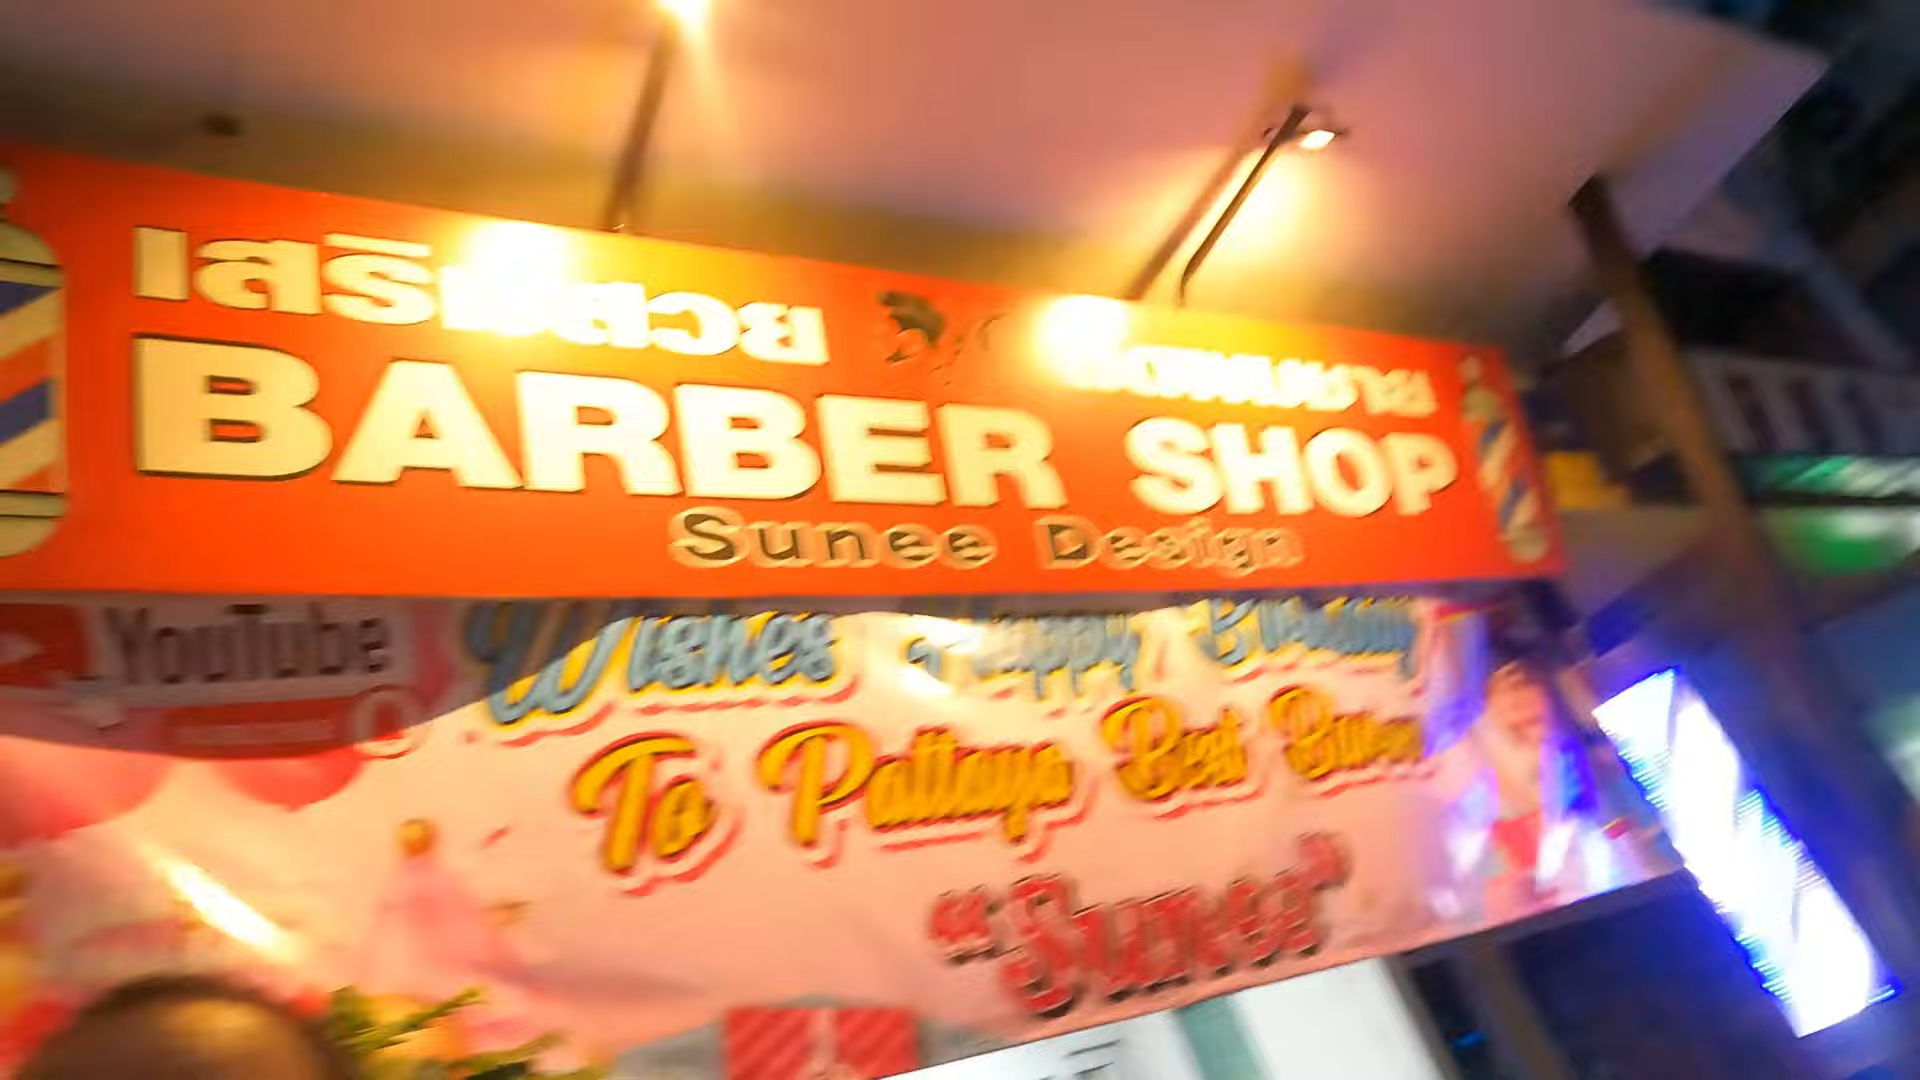 เสริมสวย
BARBER SHOP
Sunee Design
YouTube
Wishes Happy Birthday
To Pattaya Best
"Sunee"